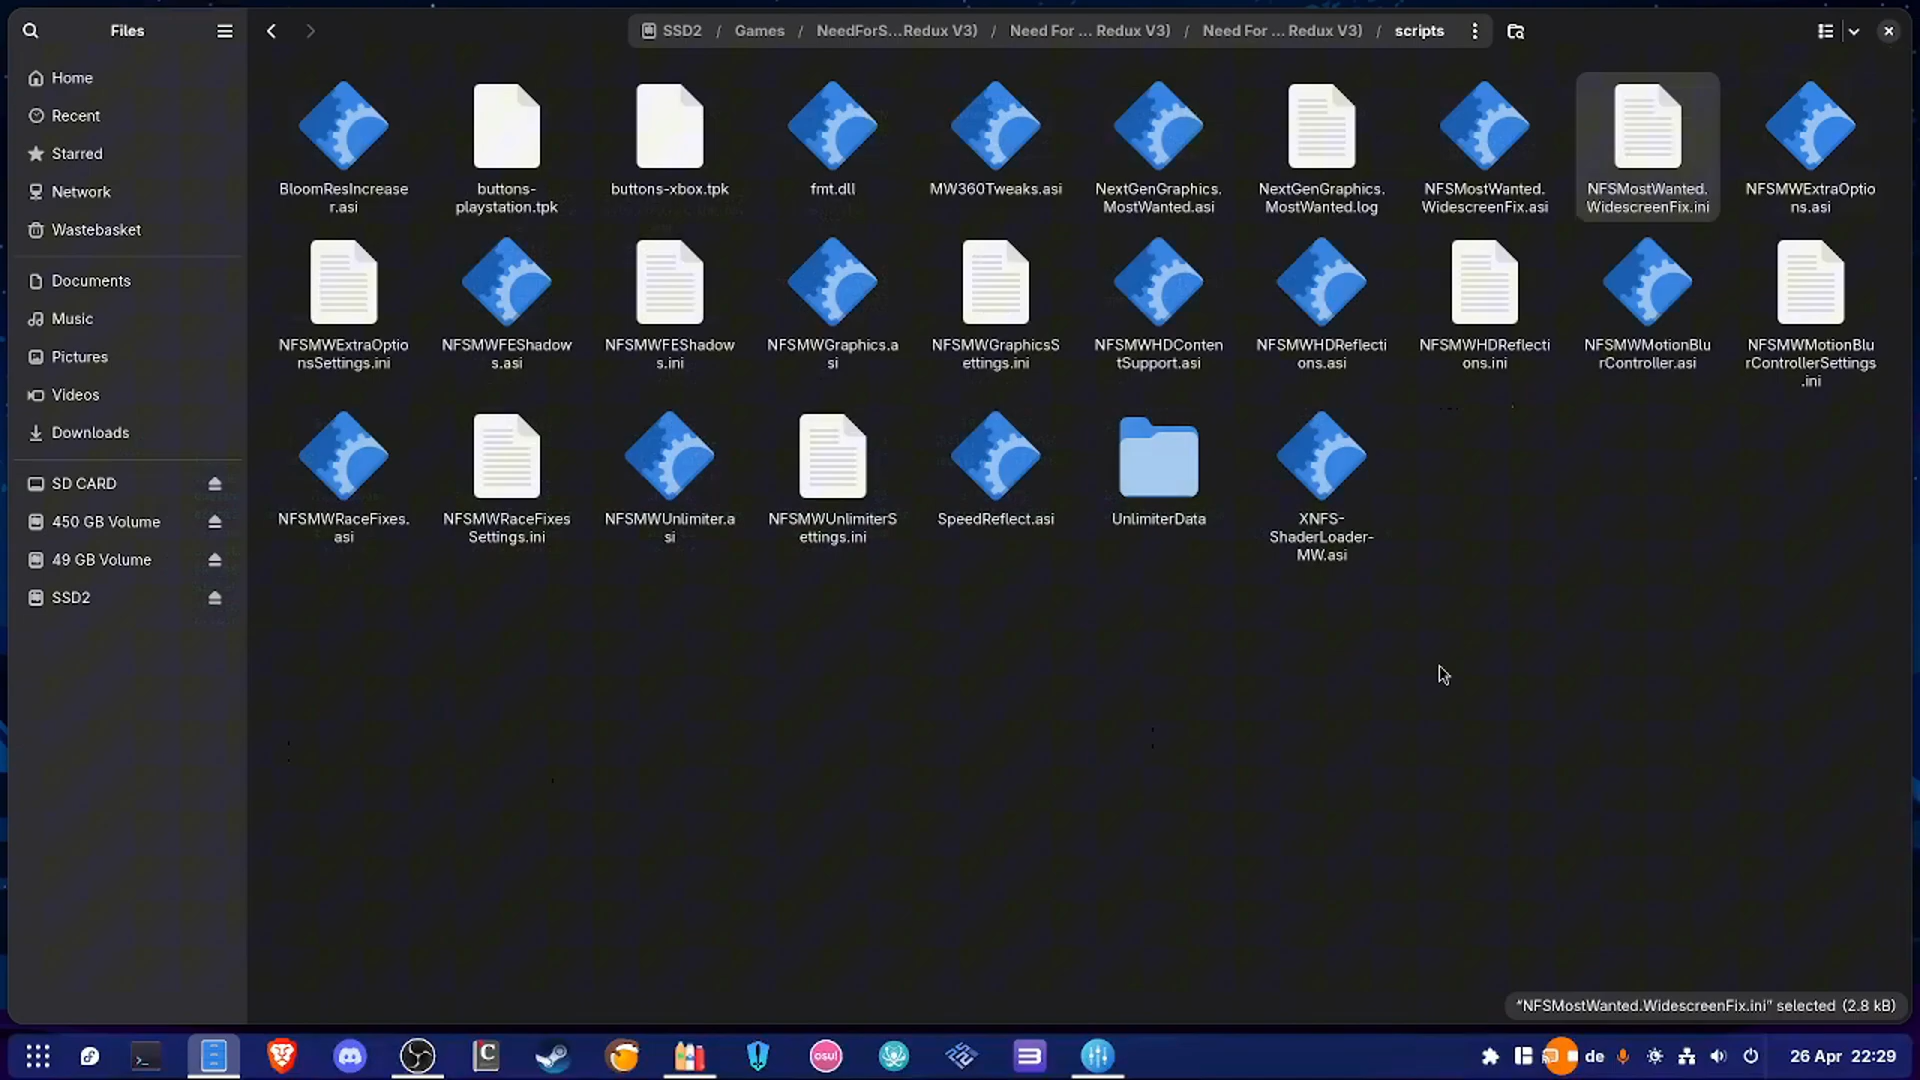 Files
SSD2 / Games / NeedForS...Redux V3) / Need For ... Redux V3) / Need For ... Redux V3) / scripts
Home
Recent
Starred
Network
Wastebasket
Documents
Music
Pictures
Videos
Downloads
SD CARD
450 GB Volume
49 GB Volume
SSD2
BloomResIncrease
r.asi
buttons-
playstation.tpk
buttons-xbox.tpk
fmt.dll
MW360Tweaks.asi
NextGenGraphics.
MostWanted.asi
NextGenGraphics.
MostWanted.log
NFSMostWanted.
WidescreenFix.asi
NFSMostWanted.
WidescreenFix.ini
NFSMWExtraOptio
ns.asi
NFSMWExtraOptio
nsSettings.ini
NFSMWFEShadow
s.asi
NFSMWFEShadow
s.ini
NFSMWGraphics.a
si
NFSMWGraphicsS
ettings.ini
NFSMWHDConten
tSupport.asi
NFSMWHDReflecti
ons.asi
NFSMWHDReflecti
ons.ini
NFSMWMotionBlu
rController.asi
NFSMWMotionBlu
rControllerSettings
.ini
NFSMWRaceFixes.
asi
NFSMWRaceFixes
Settings.ini
NFSMWUnlimiter.a
si
NFSMWUnlimiterS
ettings.ini
SpeedReflect.asi
UnlimiterData
XNFS-
ShaderLoader-
MW.asi
"NFSMostWanted.WidescreenFix.ini" selected (2.8 kB)
osu!
de
26 Apr 22:29